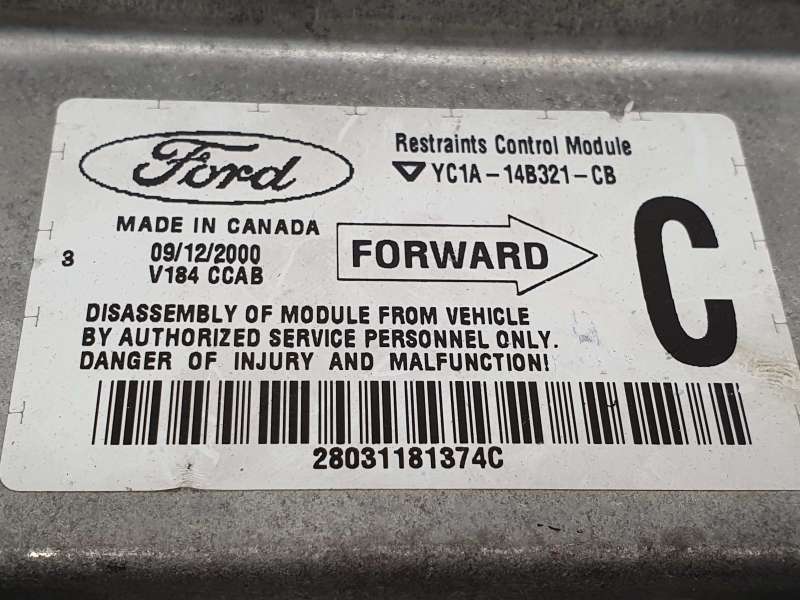 Ford
Restraints Control Module
YC1A-14B321-CB
MADE IN CANADA
09/12/2000
V184 CCAB
3
FORWARD
C
DISASSEMBLY OF MODULE FROM VEHICLE
BY AUTHORIZED SERVICE PERSONNEL ONLY.
DANGER OF INJURY AND MALFUNCTION!
28031181374C